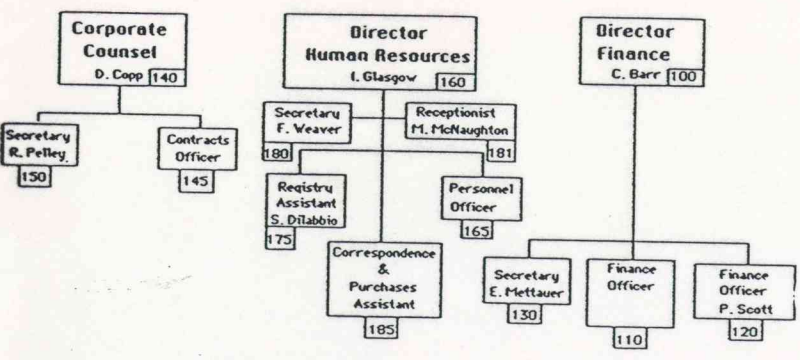 Corporate
Counsel
D. Copp 140
Secretary
R. Pelley
150
Contracts
Officer
145
Director
Human Resources
I. Glasgow 160
Secretary
F. Weaver
180
Receptionist
M. McNaughton
181
Registry
Assistant
S. Dilabbio
175
Personnel
Officer
165
Correspondence
&
Purchases
Assistant
185
Director
Finance
C. Barr 100
Secretary
E. Mettauer
130
Finance
Officer
110
Finance
Officer
P. Scott
120